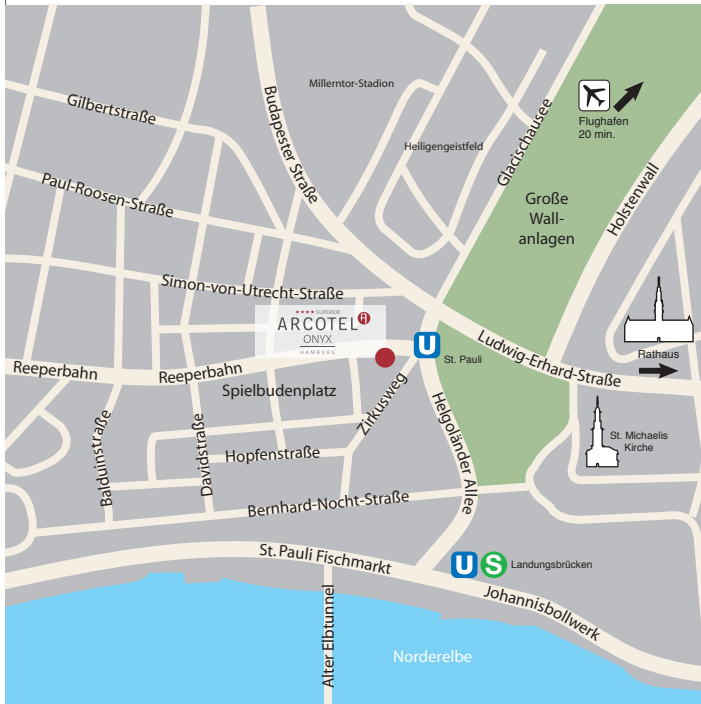 Millerntor-Stadion
Gilbertstraße
Budapester Straße
Flughafen
20 min.
Heiligengeistfeld
Glacischausee
Paul-Roosen-Straße
Große
Wall-
anlagen
Holstenwall
Simon-von-Utrecht-Straße
★★★★ SUPERIOR
ARCOTEL A
ONYX
HAMBURG
U
St. Pauli
Ludwig-Erhard-Straße
Rathaus
Reeperbahn
Reeperbahn
Spielbudenplatz
Zirkusweg
Helgoländer Allee
Balduinstraße
Davidstraße
Hopfenstraße
St. Michaelis
Kirche
Bernhard-Nocht-Straße
St. Pauli Fischmarkt
U S Landungsbrücken
Johannisbollwerk
Alter Elbtunnel
Norderelbe